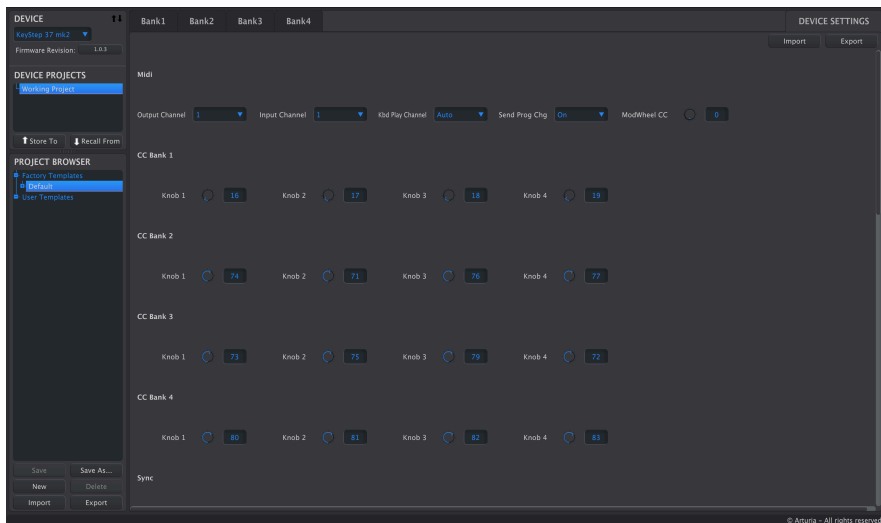 DEVICE
KeyStep 37 mk2
Firmware Revision: 1.0.3
DEVICE PROJECTS
Working Project
Store To Recall From
PROJECT BROWSER
Factory Templates
Default
User Templates
Save Save As...
New Delete
Import Export
Bank1 Bank2 Bank3 Bank4 DEVICE SETTINGS
Import Export
Midi
Output Channel 1 Input Channel 1 Kbd Play Channel Auto Send Prog Chg On ModWheel CC 0
CC Bank 1
Knob 1 16 Knob 2 17 Knob 3 18 Knob 4 19
CC Bank 2
Knob 1 74 Knob 2 71 Knob 3 76 Knob 4 77
CC Bank 3
Knob 1 73 Knob 2 75 Knob 3 79 Knob 4 72
CC Bank 4
Knob 1 80 Knob 2 81 Knob 3 82 Knob 4 83
Sync
© Arturia – All rights reserved